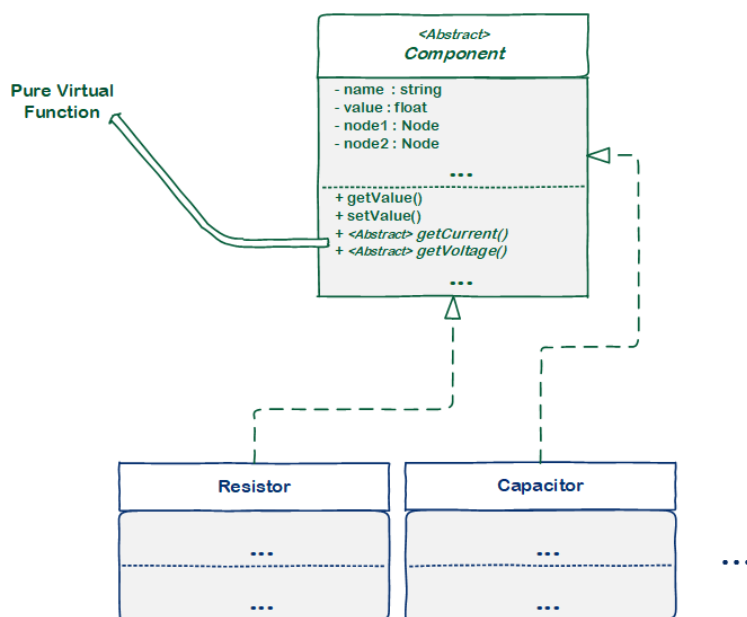 <Abstract>
Component
Pure Virtual
Function
- name : string
- value : float
- node1 : Node
- node2 : Node
...
+ getValue()
+ setValue()
+ <Abstract> getCurrent()
+ <Abstract> getVoltage()
...
Resistor
Capacitor
...
...
...
...
...